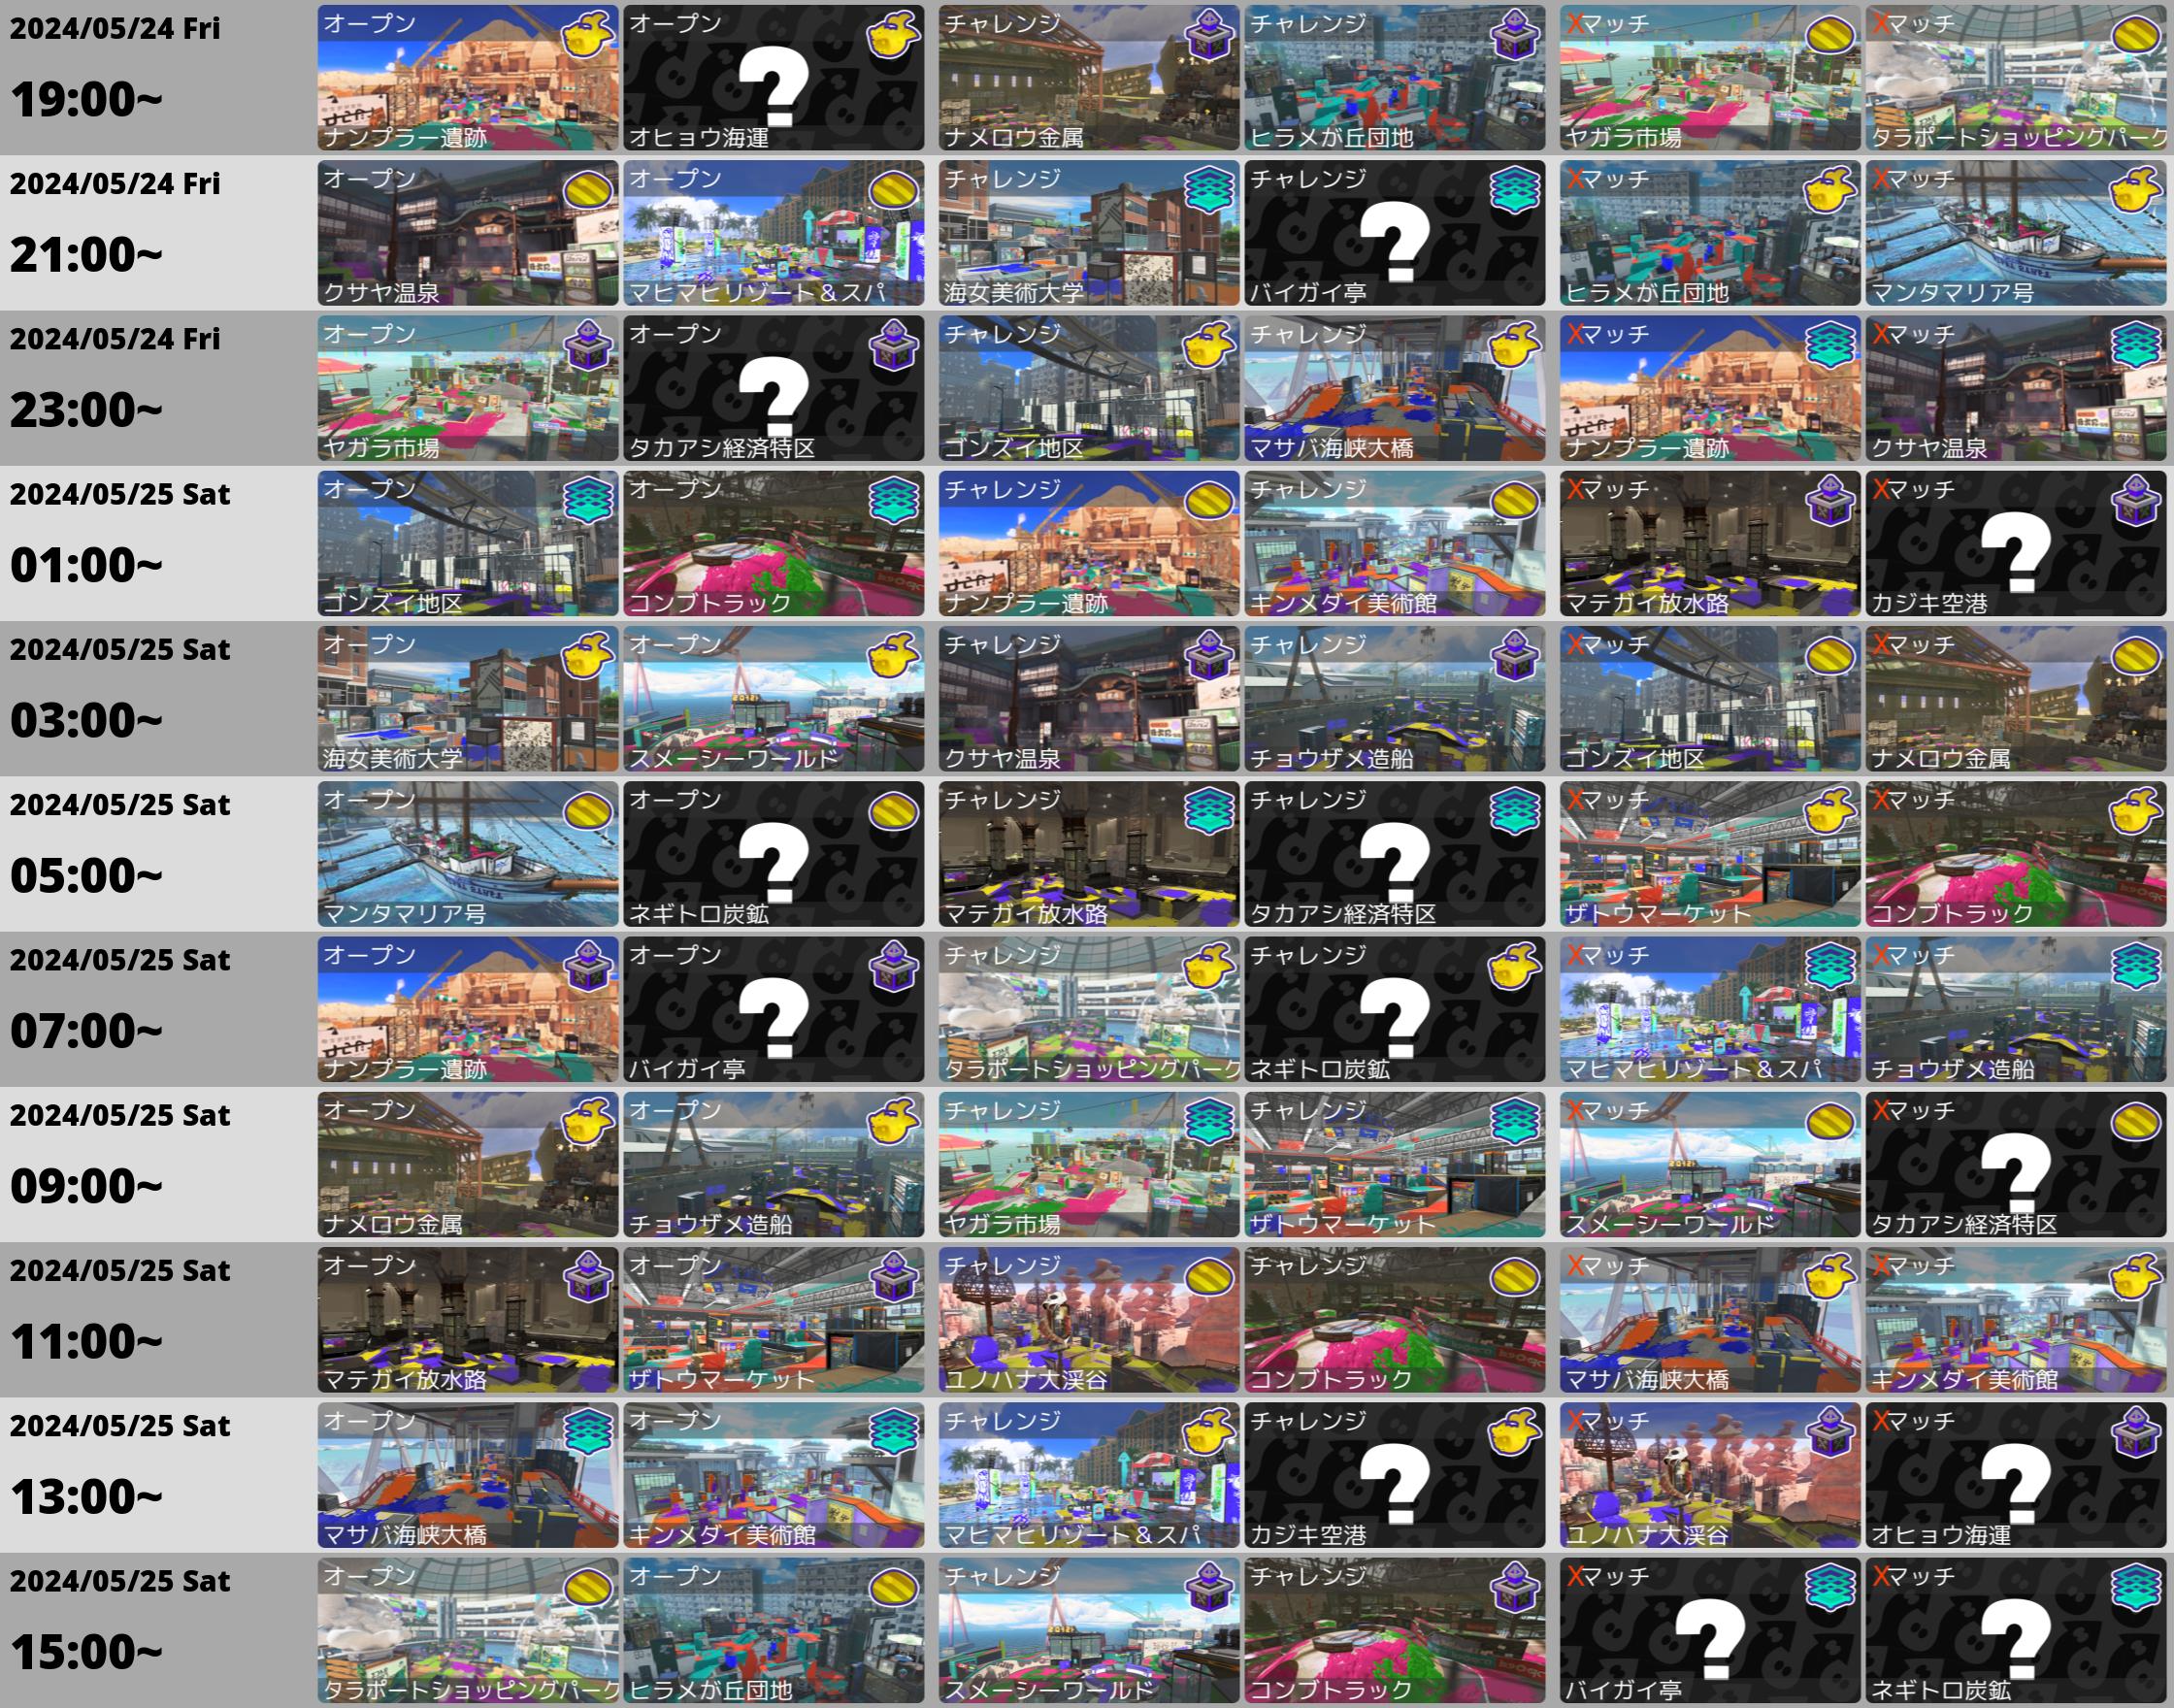 2024/05/24 Fri
19:00~
オープン
ナンプラー遺跡
オープン
オヒョウ海運
チャレンジ
ナメロウ金属
チャレンジ
ヒラメが丘団地
Xマッチ
ヤガラ市場
Xマッチ
タラポートショッピングパーク
2024/05/24 Fri
21:00~
オープン
クサヤ温泉
オープン
マヒマヒリゾート＆スパ
チャレンジ
海女美術大学
チャレンジ
バイガイ亭
Xマッチ
ヒラメが丘団地
Xマッチ
マンタマリア号
2024/05/24 Fri
23:00~
オープン
ヤガラ市場
オープン
タカアシ経済特区
チャレンジ
ゴンズイ地区
チャレンジ
マサバ海峡大橋
Xマッチ
ナンプラー遺跡
Xマッチ
クサヤ温泉
2024/05/25 Sat
01:00~
オープン
ゴンズイ地区
オープン
コンブトラック
チャレンジ
ナンプラー遺跡
チャレンジ
キンメダイ美術館
Xマッチ
マテガイ放水路
Xマッチ
カジキ空港
2024/05/25 Sat
03:00~
オープン
海女美術大学
オープン
スメーシーワールド
チャレンジ
クサヤ温泉
チャレンジ
チョウザメ造船
Xマッチ
ゴンズイ地区
Xマッチ
ナメロウ金属
2024/05/25 Sat
05:00~
オープン
マンタマリア号
オープン
ネギトロ炭鉱
チャレンジ
マテガイ放水路
チャレンジ
タカアシ経済特区
Xマッチ
ザトウマーケット
Xマッチ
コンブトラック
2024/05/25 Sat
07:00~
オープン
ナンプラー遺跡
オープン
バイガイ亭
チャレンジ
タラポートショッピングパーク
チャレンジ
ネギトロ炭鉱
Xマッチ
マヒマヒリゾート＆スパ
Xマッチ
チョウザメ造船
2024/05/25 Sat
09:00~
オープン
ナメロウ金属
オープン
チョウザメ造船
チャレンジ
ヤガラ市場
チャレンジ
ザトウマーケット
Xマッチ
スメーシーワールド
Xマッチ
タカアシ経済特区
2024/05/25 Sat
11:00~
オープン
マテガイ放水路
オープン
ザトウマーケット
チャレンジ
ユノハナ大渓谷
チャレンジ
コンブトラック
Xマッチ
マサバ海峡大橋
Xマッチ
キンメダイ美術館
2024/05/25 Sat
13:00~
オープン
マサバ海峡大橋
オープン
キンメダイ美術館
チャレンジ
マヒマヒリゾート＆スパ
チャレンジ
カジキ空港
Xマッチ
ユノハナ大渓谷
Xマッチ
オヒョウ海運
2024/05/25 Sat
15:00~
オープン
タラポートショッピングパーク
オープン
ヒラメが丘団地
チャレンジ
スメーシーワールド
チャレンジ
コンブトラック
Xマッチ
バイガイ亭
Xマッチ
ネギトロ炭鉱